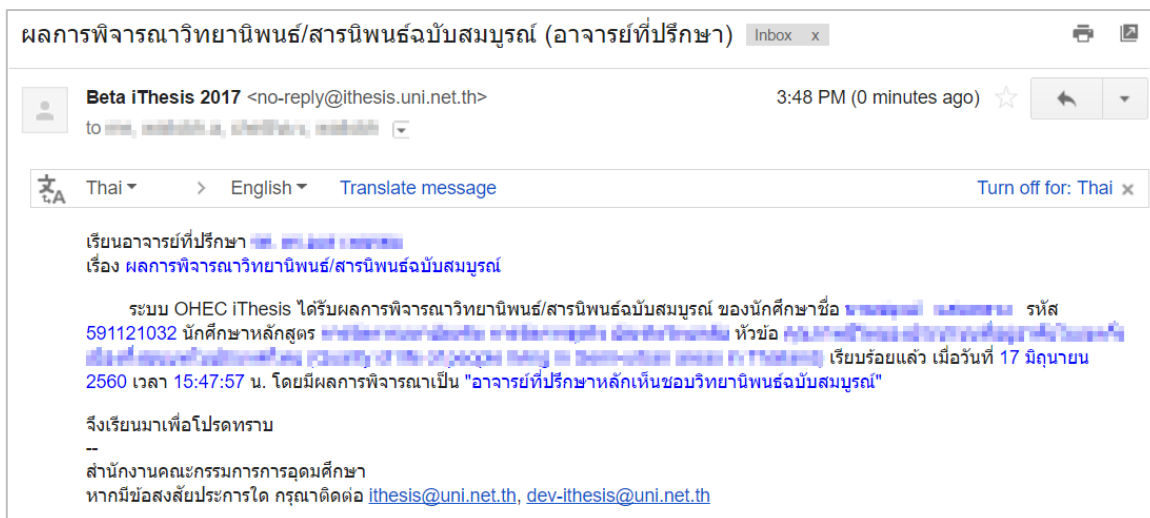 ผลการพิจารณาวิทยานิพนธ์/สารนิพนธ์ฉบับสมบูรณ์ (อาจารย์ที่ปรึกษา) Inbox x
Beta iThesis 2017 <no-reply@ithesis.uni.net.th> 3:48 PM (0 minutes ago)
to
Thai > English Translate message Turn off for: Thai x
เรียนอาจารย์ที่ปรึกษา
เรื่อง ผลการพิจารณาวิทยานิพนธ์/สารนิพนธ์ฉบับสมบูรณ์
ระบบ OHEC iThesis ได้รับผลการพิจารณาวิทยานิพนธ์/สารนิพนธ์ฉบับสมบูรณ์ ของนักศึกษาชื่อ รหัส
591121032 นักศึกษาหลักสูตร หัวข้อ
เรียบร้อยแล้ว เมื่อวันที่ 17 มิถุนายน
2560 เวลา 15:47:57 น. โดยมีผลการพิจารณาเป็น "อาจารย์ที่ปรึกษาหลักเห็นชอบวิทยานิพนธ์ฉบับสมบูรณ์"
จึงเรียนมาเพื่อโปรดทราบ
--
สำนักงานคณะกรรมการการอุดมศึกษา
หากมีข้อสงสัยประการใด กรุณาติดต่อ ithesis@uni.net.th, dev-ithesis@uni.net.th